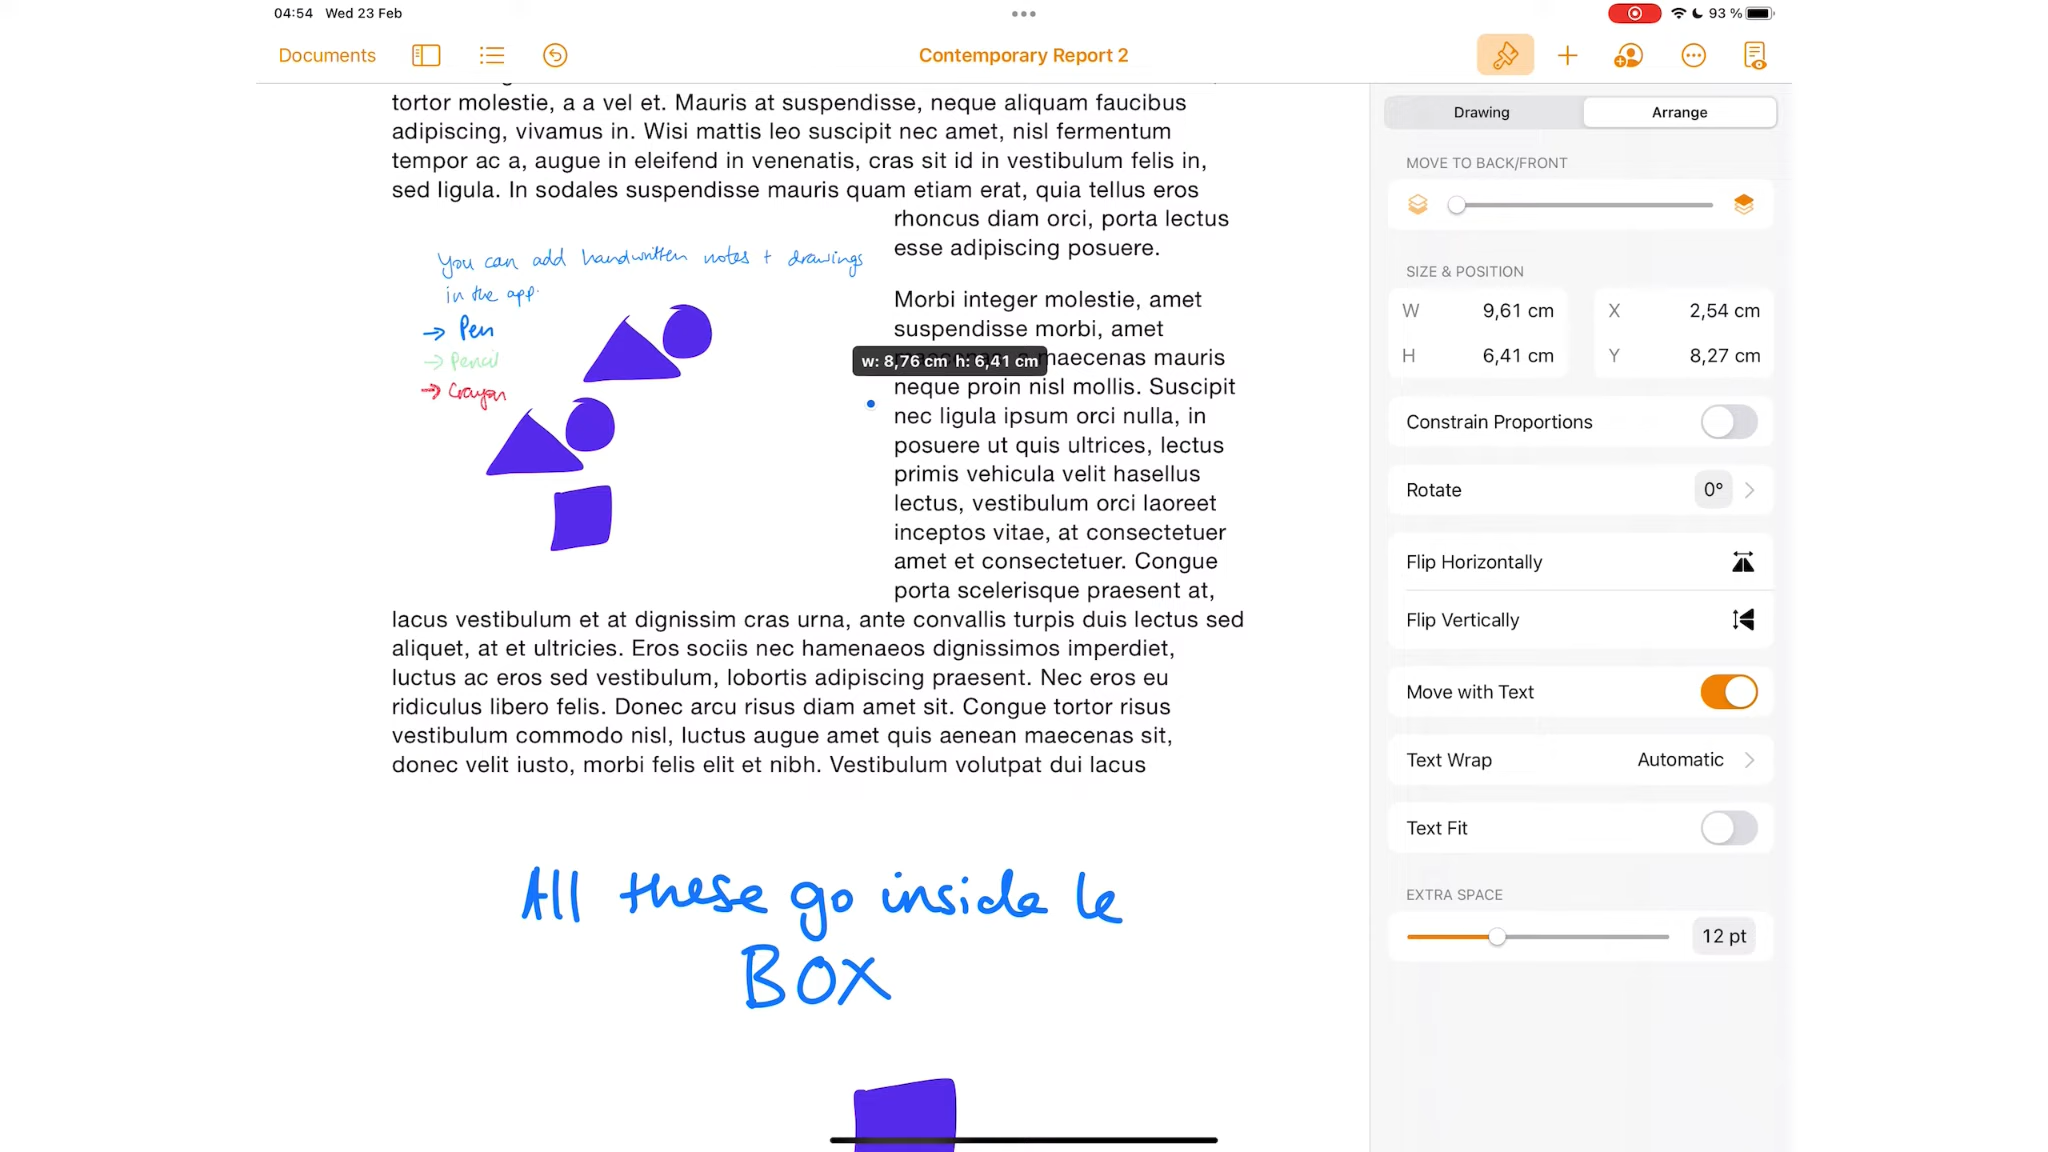 04:54 Wed 23 Feb
93 %
Documents
Contemporary Report 2
tortor molestie, a a vel et. Mauris at suspendisse, neque aliquam faucibus
adipiscing, vivamus in. Wisi mattis leo suscipit nec amet, nisl fermentum
tempor ac a, augue in eleifend in venenatis, cras sit id in vestibulum felis in,
sed ligula. In sodales suspendisse mauris quam etiam erat, quia tellus eros
rhoncus diam orci, porta lectus
esse adipiscing posuere.
You can add handwritten notes + drawings
in the app.
→ Pen
→ Pencil
→ Crayon
Morbi integer molestie, amet
suspendisse morbi, amet
maecenas mauris
w: 8,76 cm h: 6,41 cm
neque proin nisl mollis. Suscipit
nec ligula ipsum orci nulla, in
posuere ut quis ultrices, lectus
primis vehicula velit hasellus
lectus, vestibulum orci laoreet
inceptos vitae, at consectetuer
amet et consectetuer. Congue
porta scelerisque praesent at,
lacus vestibulum et at dignissim cras urna, ante convallis turpis duis lectus sed
aliquet, at et ultricies. Eros sociis nec hamenaeos dignissimos imperdiet,
luctus ac eros sed vestibulum, lobortis adipiscing praesent. Nec eros eu
ridiculus libero felis. Donec arcu risus diam amet sit. Congue tortor risus
vestibulum commodo nisl, luctus augue amet quis aenean maecenas sit,
donec velit iusto, morbi felis elit et nibh. Vestibulum volutpat dui lacus
All these go inside le
BOX
Drawing Arrange
MOVE TO BACK/FRONT
SIZE & POSITION
W 9,61 cm X 2,54 cm
H 6,41 cm Y 8,27 cm
Constrain Proportions
Rotate 0°
Flip Horizontally
Flip Vertically
Move with Text
Text Wrap Automatic
Text Fit
EXTRA SPACE
12 pt